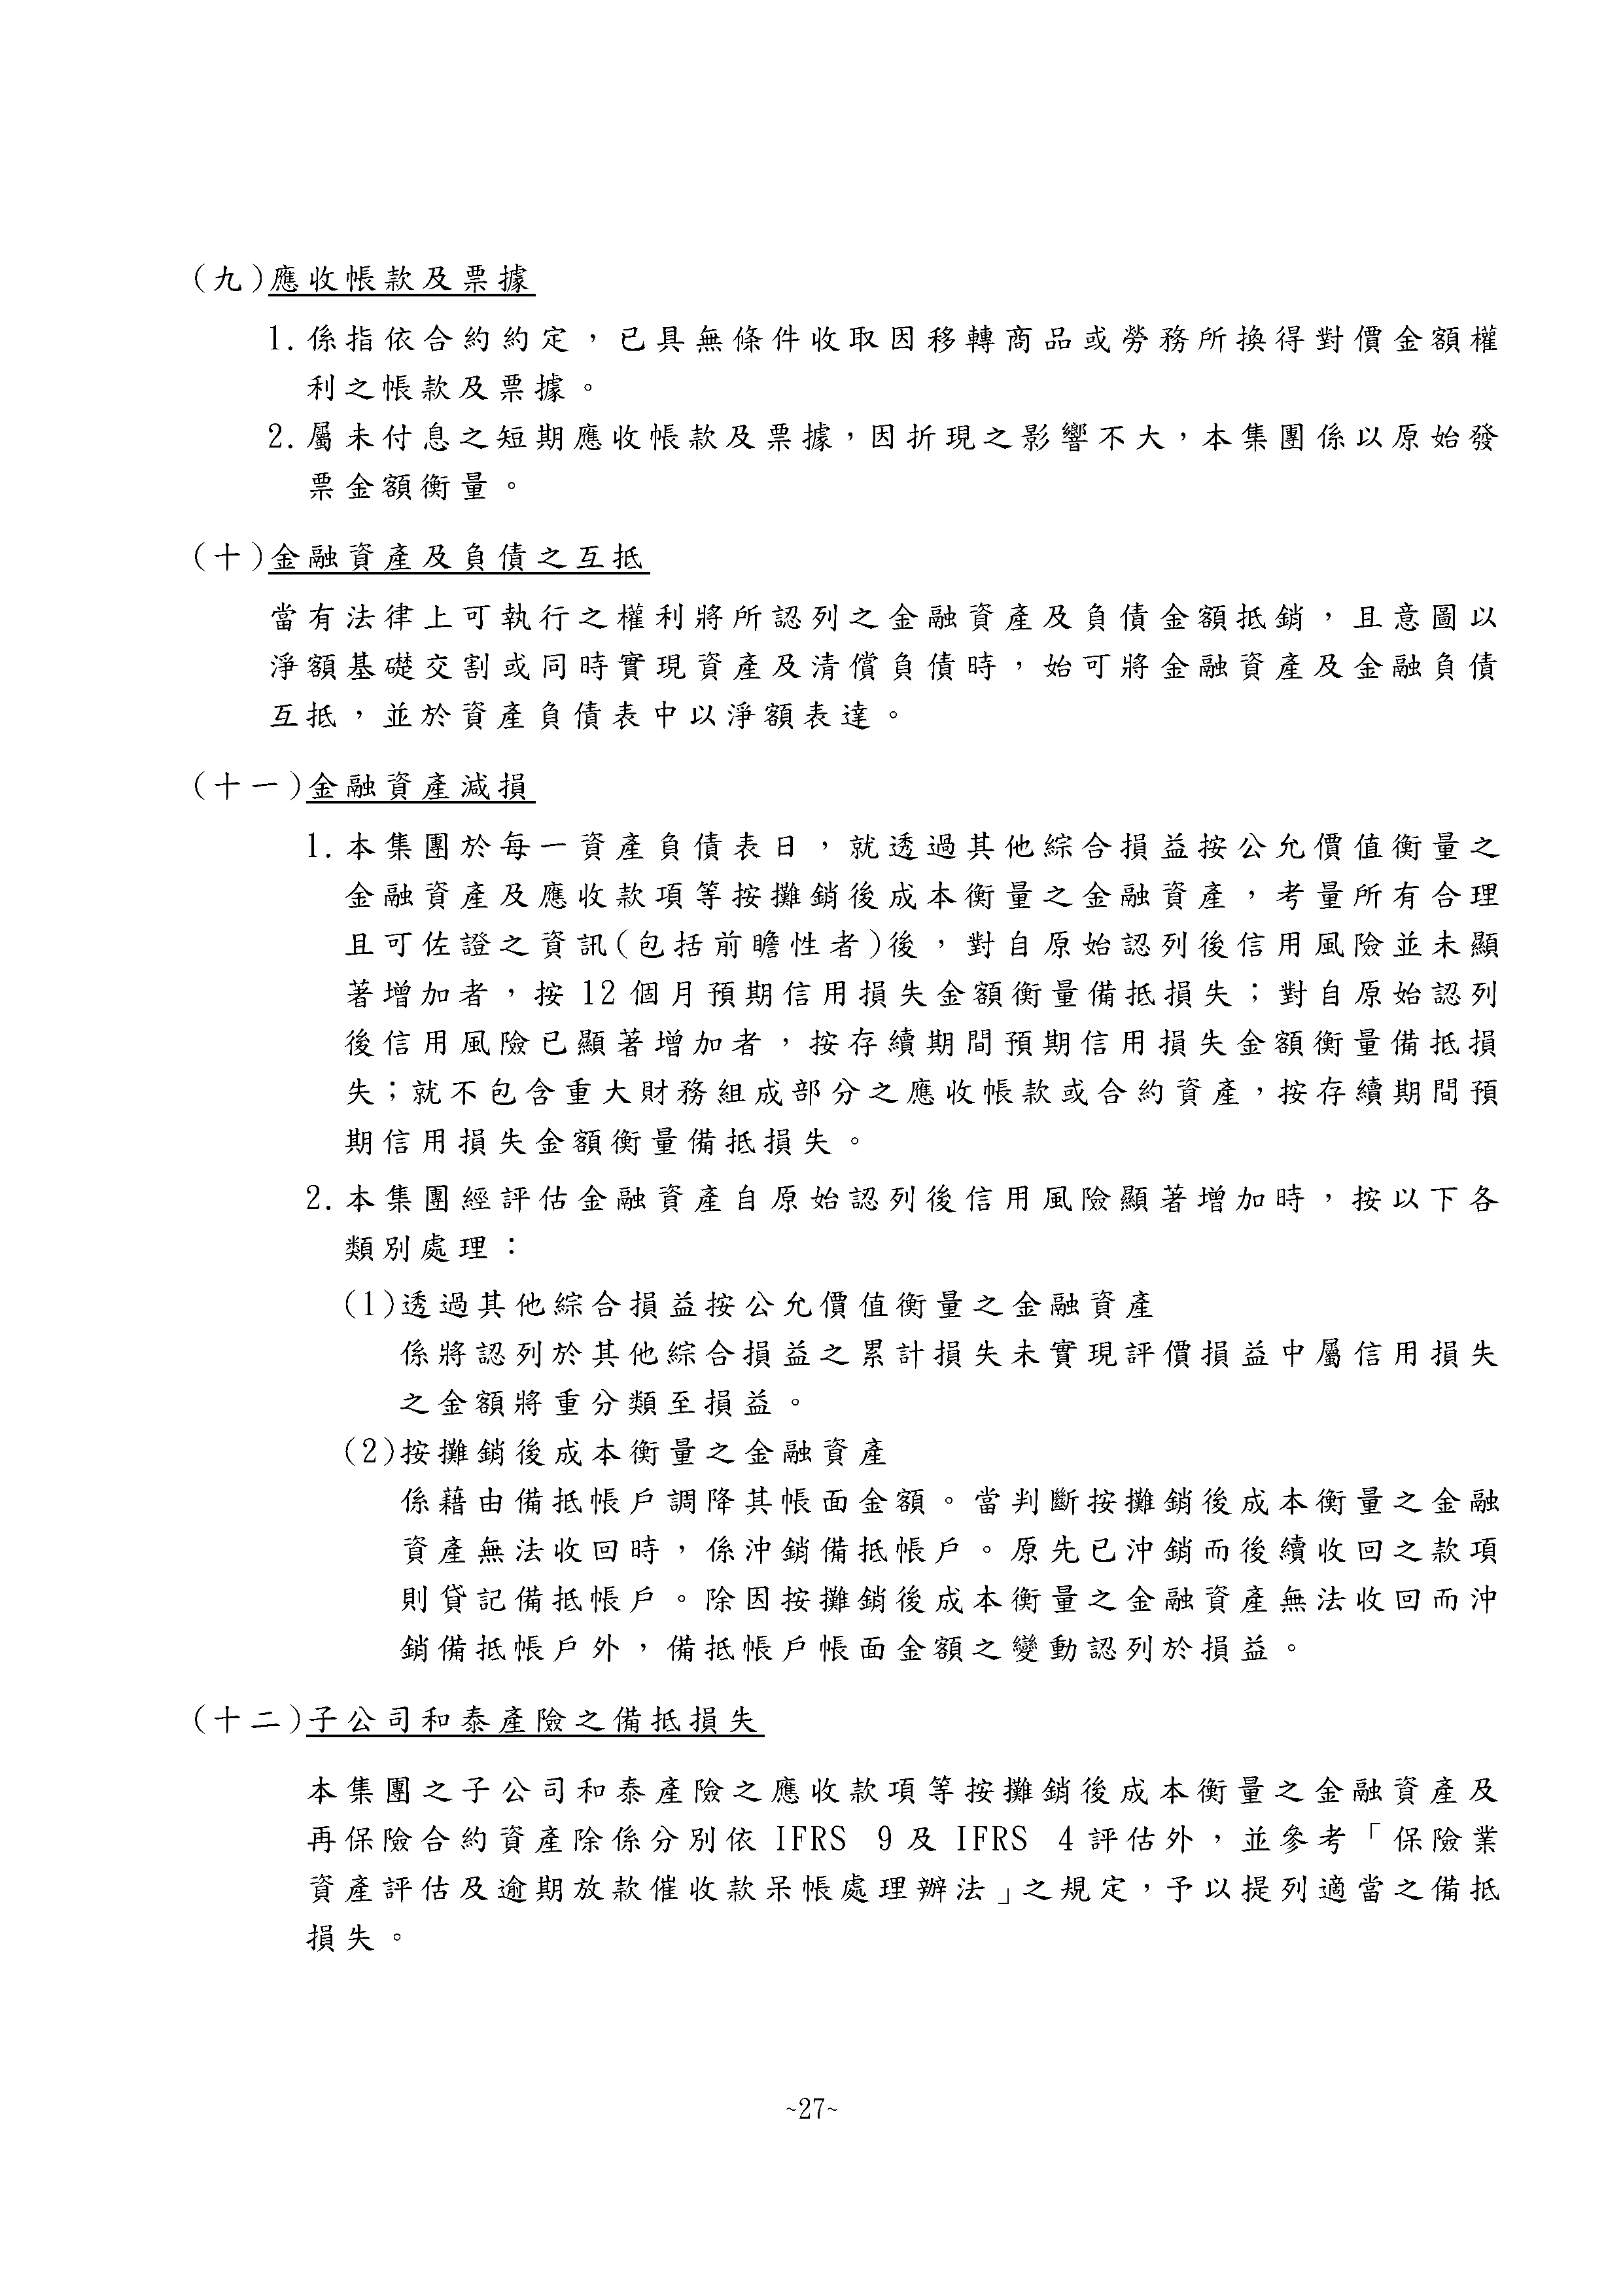 (九)應收帳款及票據
1.係指依合約約定，已具無條件收取因移轉商品或勞務所換得對價金額權
利之帳款及票據。
2.屬未付息之短期應收帳款及票據，因折現之影響不大，本集團係以原始發
票金額衡量。
(十)金融資產及負債之互抵
當有法律上可執行之權利將所認列之金融資產及負債金額抵銷，且意圖以
淨額基礎交割或同時實現資產及清償負債時，始可將金融資產及金融負債
互抵，並於資產負債表中以淨額表達。
(十一)金融資產減損
1.本集團於每一資產負債表日，就透過其他綜合損益按公允價值衡量之
金融資產及應收款項等按攤銷後成本衡量之金融資產，考量所有合理
且可佐證之資訊(包括前瞻性者)後，對自原始認列後信用風險並未顯
著增加者，按 12 個月預期信用損失金額衡量備抵損失；對自原始認列
後信用風險已顯著增加者，按存續期間預期信用損失金額衡量備抵損
失；就不包含重大財務組成部分之應收帳款或合約資產，按存續期間預
期信用損失金額衡量備抵損失。
2.本集團經評估金融資產自原始認列後信用風險顯著增加時，按以下各
類別處理：
(1)透過其他綜合損益按公允價值衡量之金融資產
係將認列於其他綜合損益之累計損失未實現評價損益中屬信用損失
之金額將重分類至損益。
(2)按攤銷後成本衡量之金融資產
係藉由備抵帳戶調降其帳面金額。當判斷按攤銷後成本衡量之金融
資產無法收回時，係沖銷備抵帳戶。原先已沖銷而後續收回之款項
則貸記備抵帳戶。除因按攤銷後成本衡量之金融資產無法收回而沖
銷備抵帳戶外，備抵帳戶帳面金額之變動認列於損益。
(十二)子公司和泰產險之備抵損失
本集團之子公司和泰產險之應收款項等按攤銷後成本衡量之金融資產及
再保險合約資產除係分別依 IFRS 9 及 IFRS 4 評估外，並參考「保險業
資產評估及逾期放款催收款呆帳處理辦法」之規定，予以提列適當之備抵
損失。
~27~